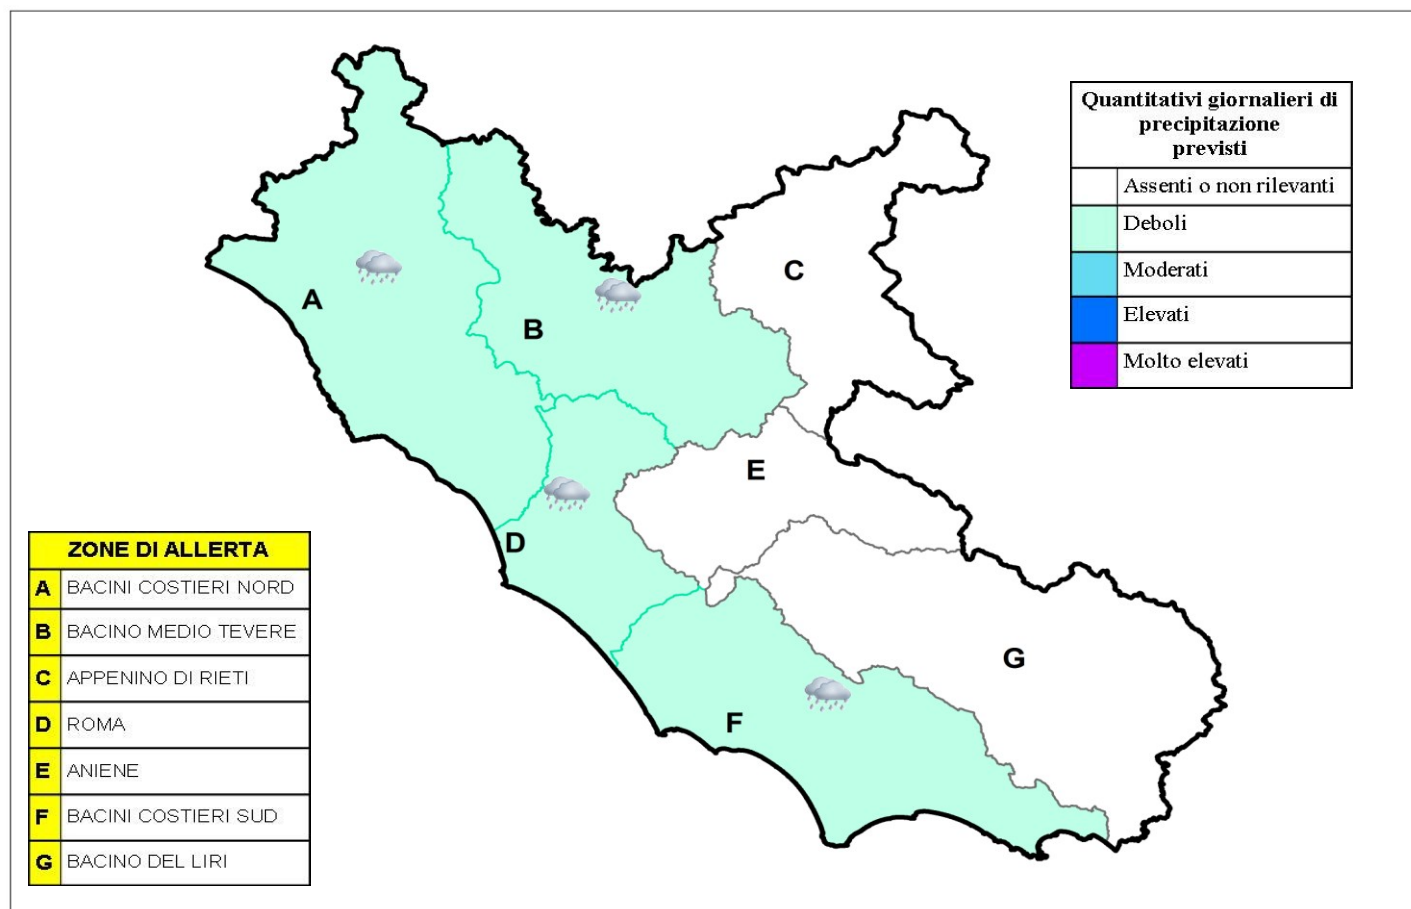 Quantitativi giornalieri di
precipitazione
previsti
Assenti o non rilevanti
Deboli
Moderati
Elevati
Molto elevati
A
B
C
D
E
F
G
ZONE DI ALLERTA
A BACINI COSTIERI NORD
B BACINO MEDIO TEVERE
C APPENINO DI RIETI
D ROMA
E ANIENE
F BACINI COSTIERI SUD
G BACINO DEL LIRI